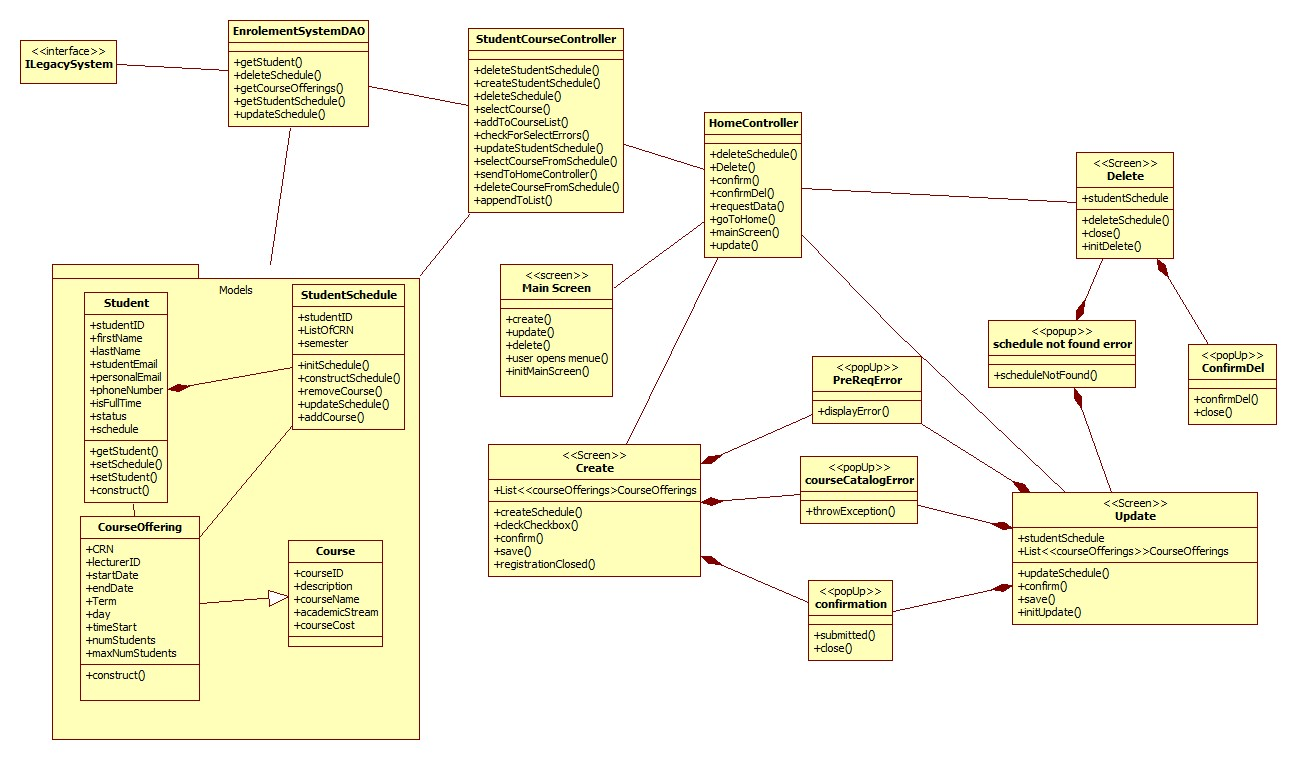 <<interface>>
ILegacySystem
EnrolementSystemDAO
+getStudent()
+deleteSchedule()
+getCourseOfferings()
+getStudentSchedule()
+updateSchedule()
StudentCourseController
+deleteStudentSchedule()
+createStudentSchedule()
+deleteSchedule()
+selectCourse()
+addToCourseList()
+checkForSelectErrors()
+updateStudentSchedule()
+selectCourseFromSchedule()
+sendToHomeController()
+deleteCourseFromSchedule()
+appendToList()
HomeController
+deleteSchedule()
+Delete()
+confirm()
+confirmDel()
+requestData()
+goToHome()
+mainScreen()
+update()
<<Screen>>
Delete
+studentSchedule
+deleteSchedule()
+close()
+initDelete()
Models
Student
+studentID
+firstName
+lastName
+studentEmail
+personalEmail
+phoneNumber
+isFullTime
+status
+schedule
+getStudent()
+setSchedule()
+setStudent()
+construct()
StudentSchedule
+studentID
+ListOfCRN
+semester
+initSchedule()
+constructSchedule()
+removeCourse()
+updateSchedule()
+addCourse()
<<screen>>
Main Screen
+create()
+update()
+delete()
+user opens menue()
+initMainScreen()
<<popup>>
schedule not found error
+scheduleNotFound()
<<popUp>>
ConfirmDel
+confirmDel()
+close()
<<popUp>>
PreReqError
+displayError()
<<Screen>>
Create
+List<<courseOfferings>CourseOfferings
+createSchedule()
+cleckCheckbox()
+confirm()
+save()
+registrationClosed()
<<popUp>>
courseCatalogError
+throwException()
<<Screen>>
Update
+studentSchedule
+List<<courseOfferings>>CourseOfferings
+updateSchedule()
+confirm()
+save()
+initUpdate()
CourseOffering
+CRN
+lecturerID
+startDate
+endDate
+Term
+day
+timeStart
+numStudents
+maxNumStudents
+construct()
Course
+courseID
+description
+courseName
+academicStream
+courseCost
<<popUp>>
confirmation
+submitted()
+close()